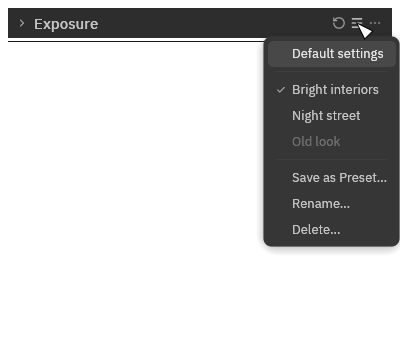 Exposure
Default settings
Bright interiors
Night street
Old look
Save as Preset...
Rename...
Delete...